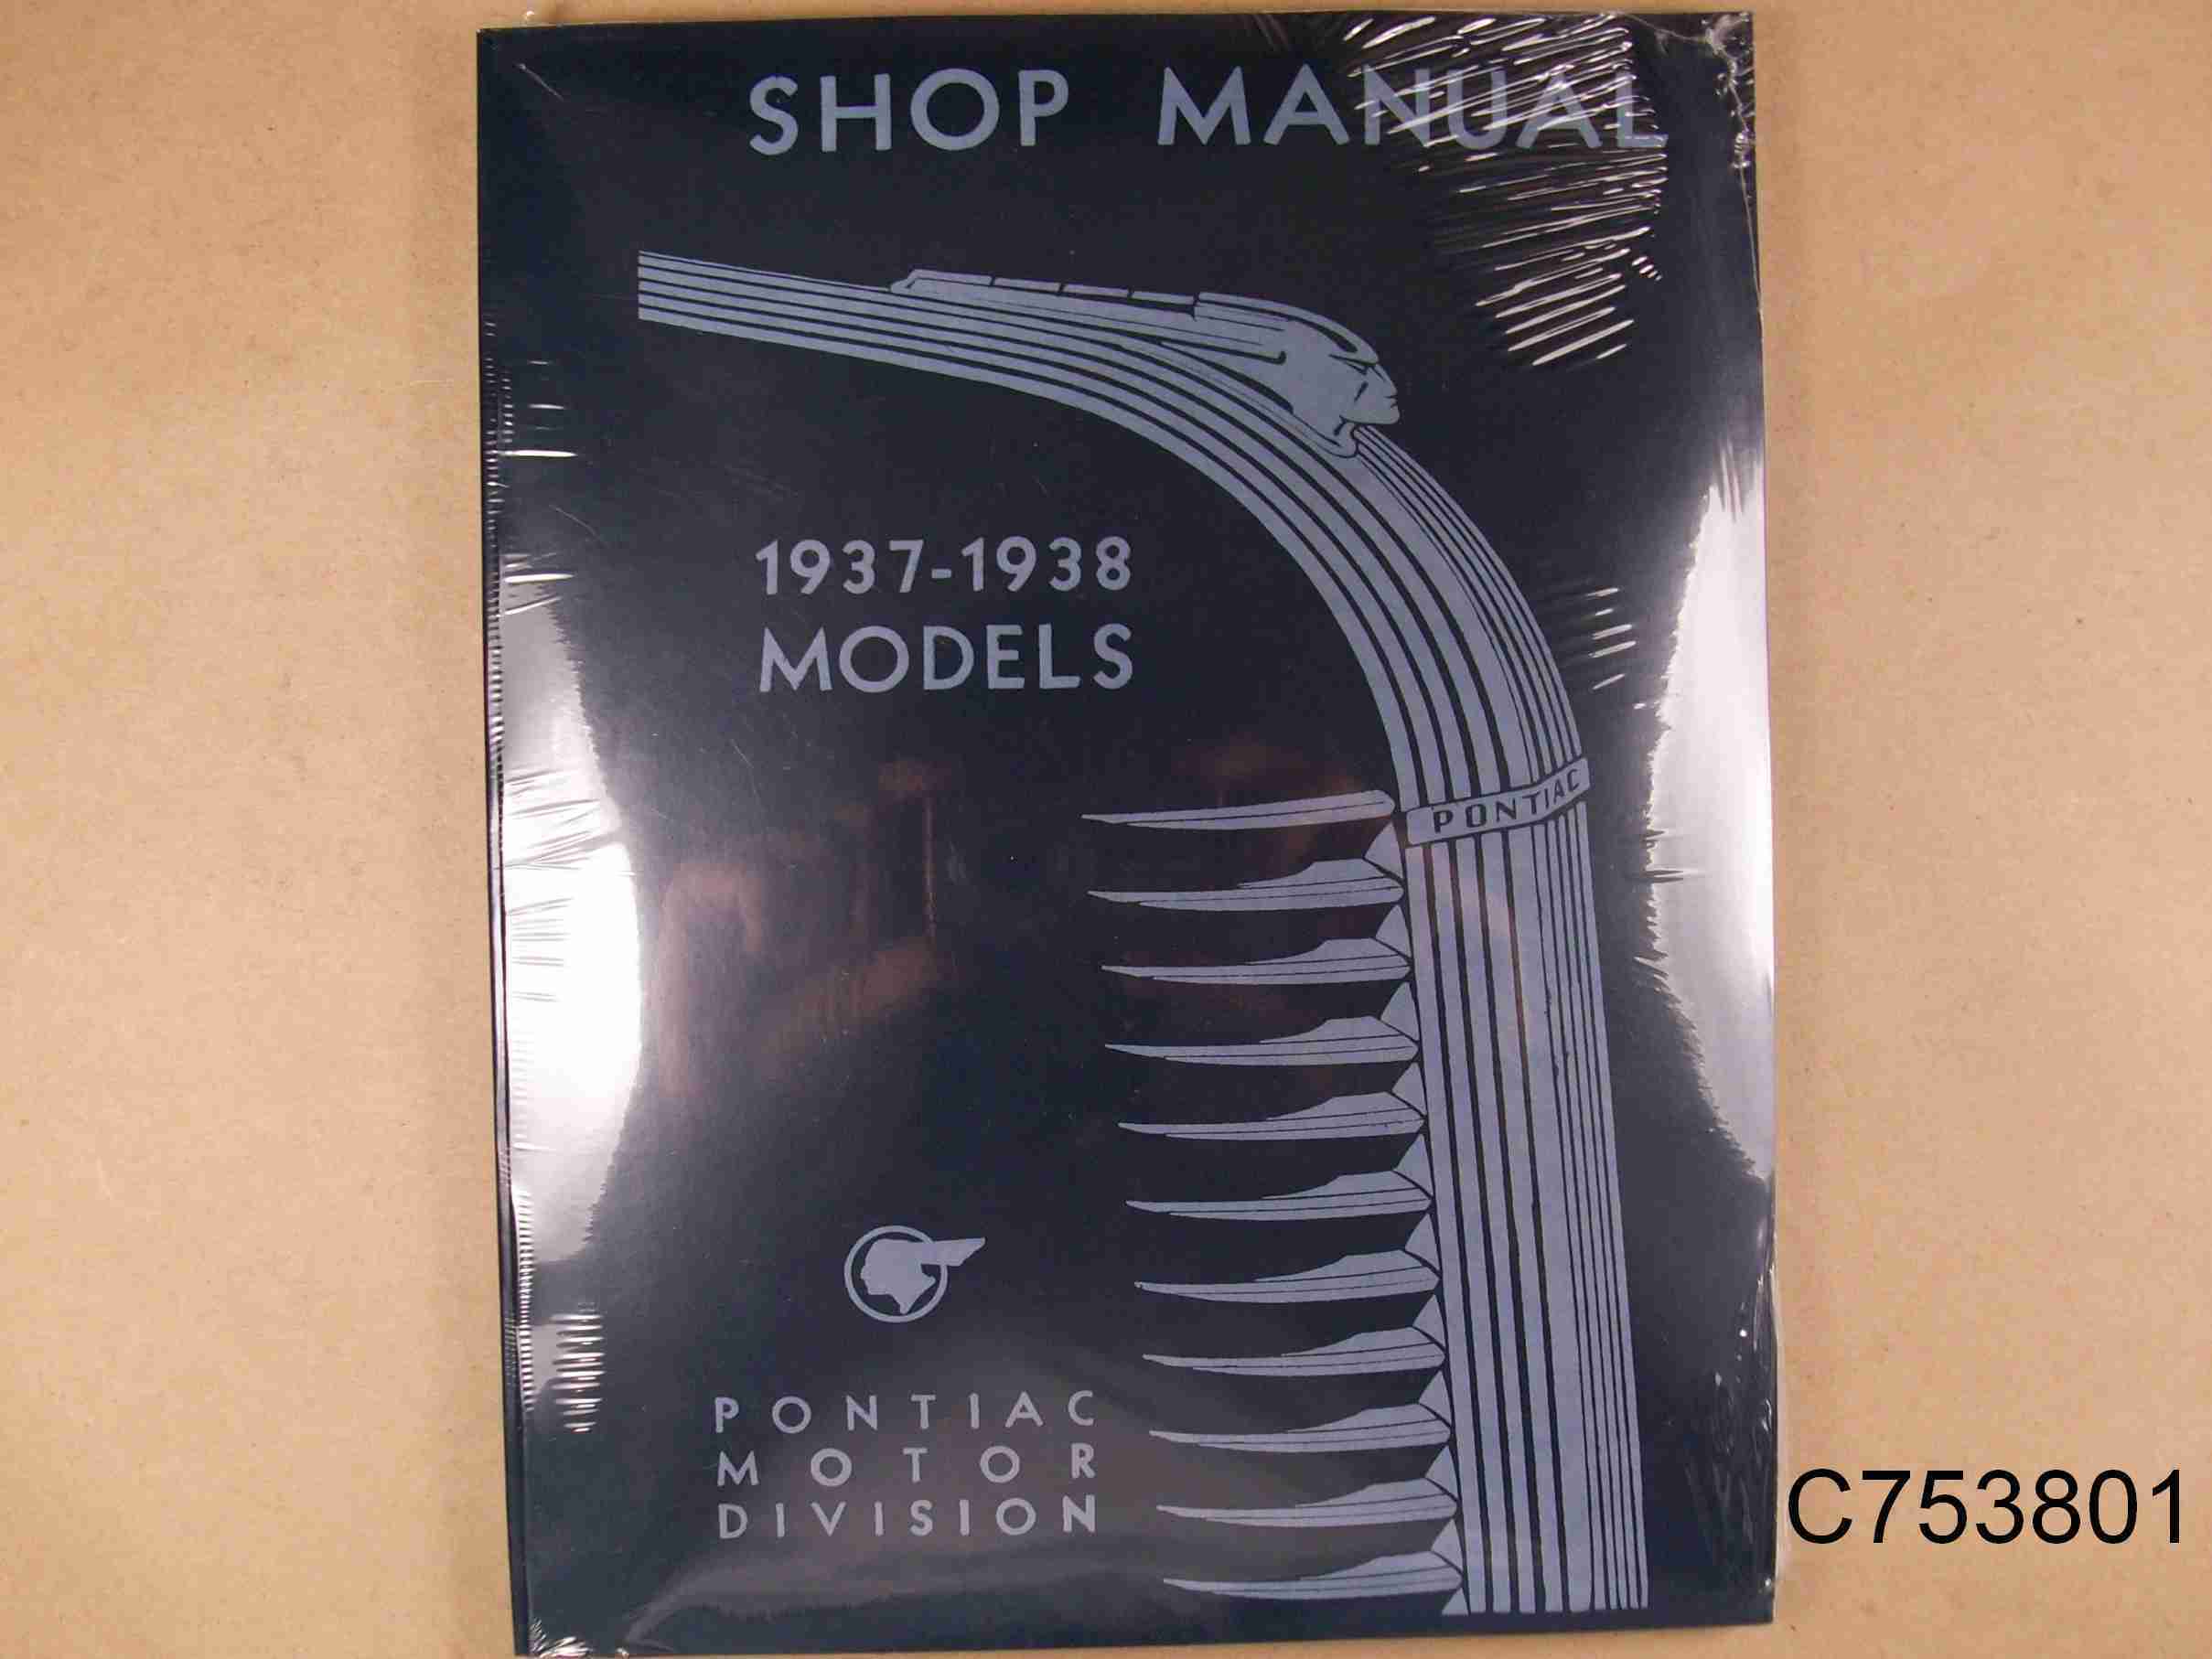 SHOP MANUAL
1937-1938
MODELS
PONTIAC
PONTIAC
MOTOR
DIVISION
C753801